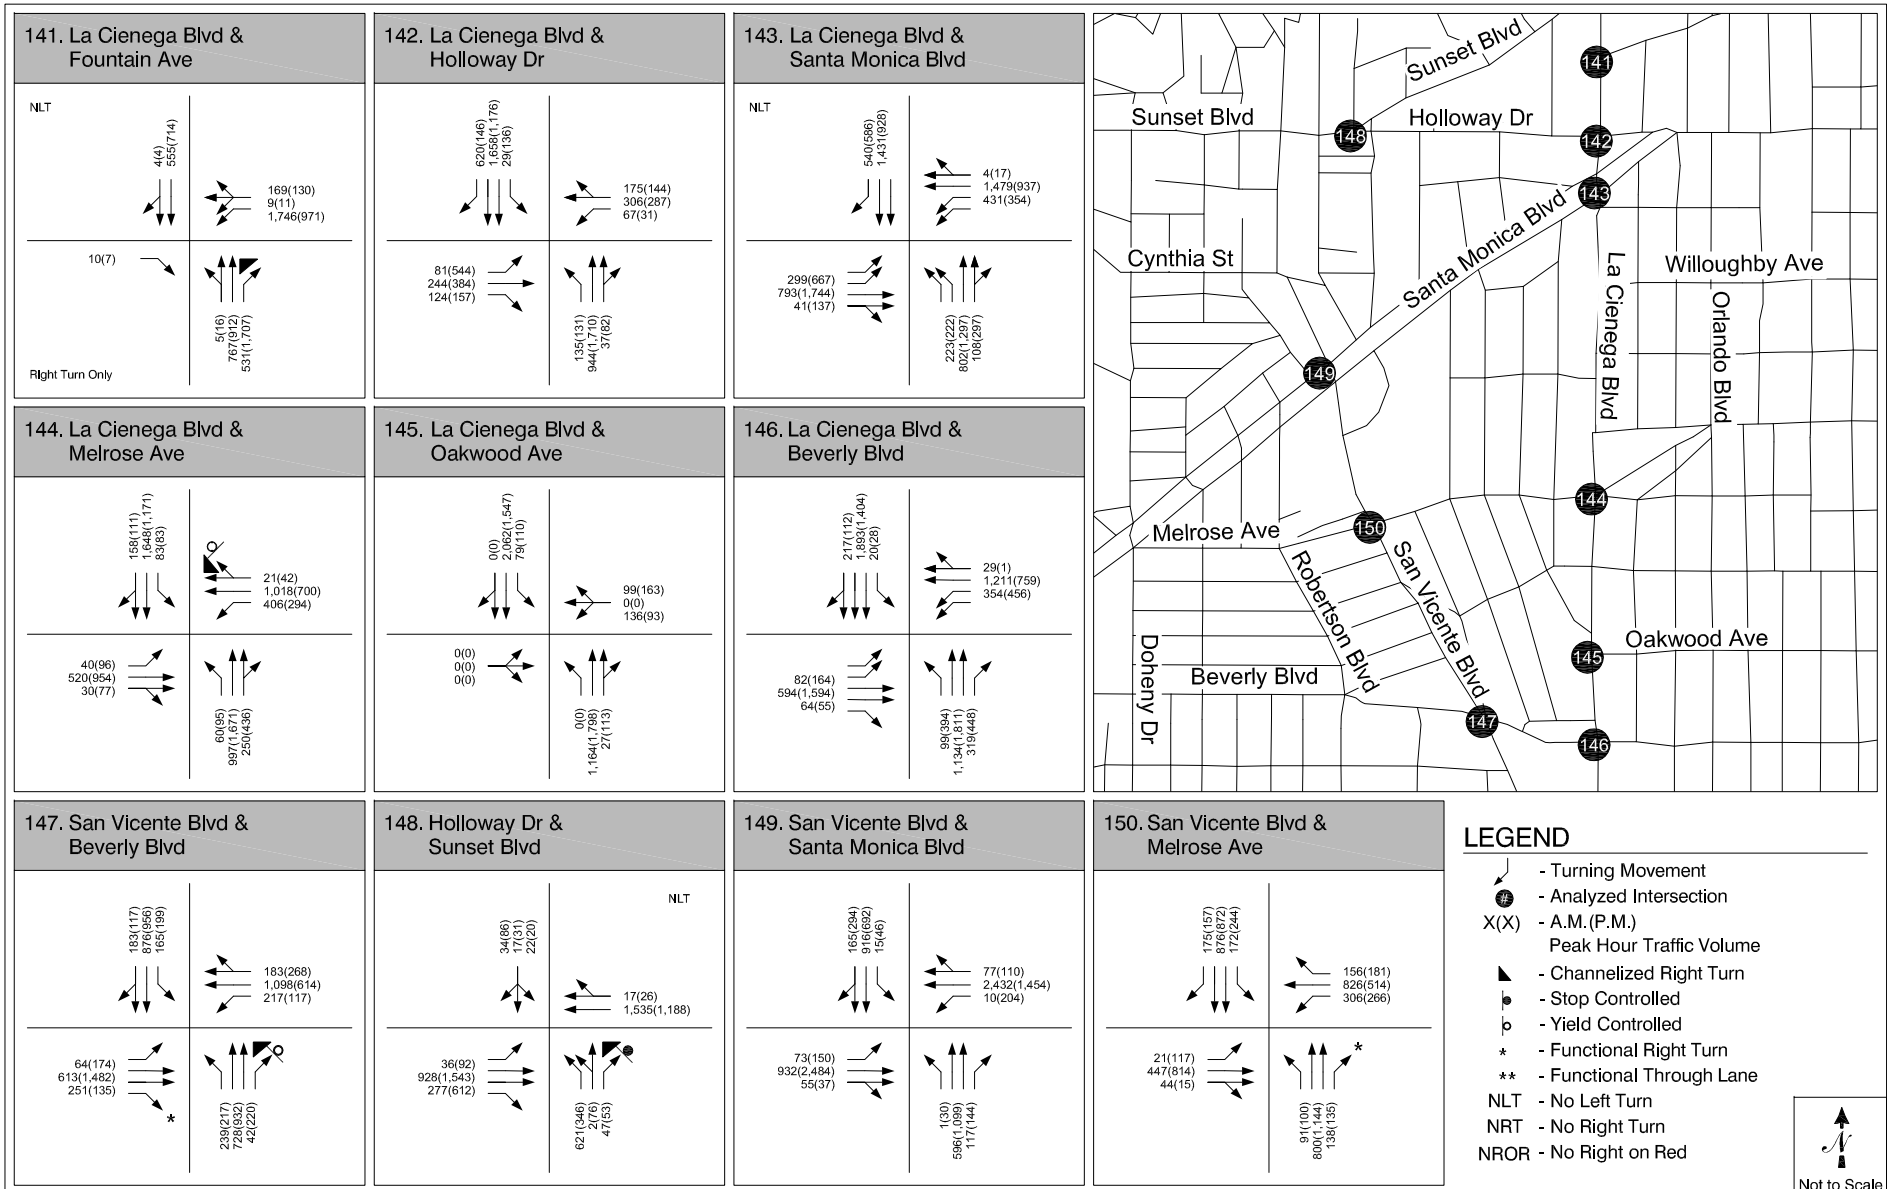 141. La Cienega Blvd &
Fountain Ave
NLT
4(4)
555(714)
169(130)
9(11)
1,746(971)
10(7)
5(16)
767(912)
531(1,707)
Right Turn Only
142. La Cienega Blvd &
Holloway Dr
620(146)
1,658(1,176)
29(136)
175(144)
306(287)
67(31)
81(544)
244(384)
124(157)
135(131)
944(1,710)
37(82)
143. La Cienega Blvd &
Santa Monica Blvd
NLT
540(586)
1,431(928)
4(17)
1,479(937)
431(354)
299(667)
793(1,744)
41(137)
223(222)
802(1,297)
108(297)
144. La Cienega Blvd &
Melrose Ave
158(111)
1,648(1,171)
83(83)
21(42)
1,018(700)
406(294)
40(96)
520(954)
30(77)
60(95)
997(1,671)
250(436)
145. La Cienega Blvd &
Oakwood Ave
0(0)
2,062(1,547)
79(110)
99(163)
0(0)
136(93)
0(0)
0(0)
0(0)
0(0)
1,164(1,798)
27(113)
146. La Cienega Blvd &
Beverly Blvd
217(112)
1,893(1,404)
20(28)
29(1)
1,211(759)
354(456)
82(164)
594(1,594)
64(55)
99(394)
1,134(1,811)
319(448)
147. San Vicente Blvd &
Beverly Blvd
183(117)
876(956)
165(199)
183(268)
1,098(614)
217(117)
64(174)
613(1,482)
251(135)
*
239(217)
728(932)
42(220)
148. Holloway Dr &
Sunset Blvd
NLT
34(86)
17(31)
22(20)
17(26)
1,535(1,188)
36(92)
928(1,543)
277(612)
621(346)
2(76)
47(53)
149. San Vicente Blvd &
Santa Monica Blvd
165(294)
916(692)
15(46)
77(110)
2,432(1,454)
10(204)
73(150)
932(2,484)
55(37)
1(30)
596(1,099)
117(144)
150. San Vicente Blvd &
Melrose Ave
175(157)
876(872)
172(244)
156(181)
826(514)
306(266)
21(117)
447(814)
44(15)
*
91(100)
800(1,144)
138(135)
Sunset Blvd
141
Sunset Blvd
148
Holloway Dr
142
143
Santa Monica Blvd
Cynthia St
La Cienega Blvd
Willoughby Ave
Orlando Blvd
149
144
Melrose Ave
150
Robertson Blvd
San Vicente Blvd
Doheny Dr
Oakwood Ave
145
Beverly Blvd
147
146
LEGEND
- Turning Movement
# - Analyzed Intersection
X(X) - A.M.(P.M.)
Peak Hour Traffic Volume
- Channelized Right Turn
- Stop Controlled
- Yield Controlled
* - Functional Right Turn
** - Functional Through Lane
NLT - No Left Turn
NRT - No Right Turn
NROR - No Right on Red
N
Not to Scale